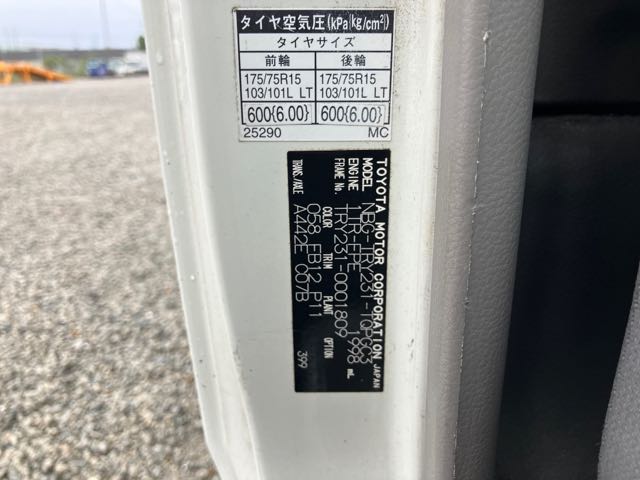 タイヤ空気圧(kPa{kg/cm²})
タイヤサイズ
前輪 後輪
175/75R15 175/75R15
103/101L LT 103/101L LT
600{6.00} 600{6.00}
25290 MC
TOYOTA MOTOR CORPORATION JAPAN
MODEL NBG-TRY231-TQPGK3
ENGINE 1TR-FPE 1998 mL
FRAME No. TRY231-0001809
COLOR TRIM PLANT OPTION
058 FB12 P11
TRANS./AXLE
A442E C07B 399